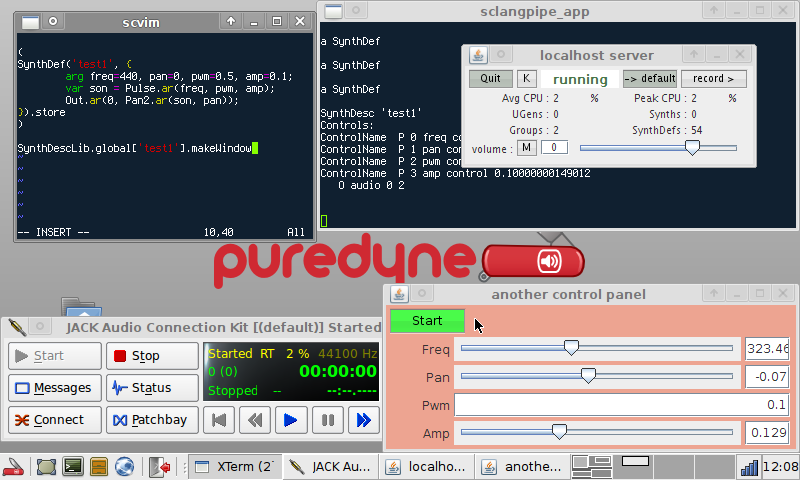 scvim
(
SynthDef('test1', {
arg freq=440, pan=0, pwm=0.5, amp=0.1;
var son = Pulse.ar(freq, pwm, amp);
Out.ar(0, Pan2.ar(son, pan));
}).store
)
SynthDescLib.global['test1'].makeWindow
~
~
~
~
~
-- INSERT -- 10,40 All
sclangpipe_app
a SynthDef
a SynthDef
a SynthDef
SynthDesc 'test1'
Controls:
ControlName P 0 freq co
ControlName P 1 pan con
ControlName P 2 pwm con
ControlName P 3 amp control 0.10000000149012
O audio 0 2
localhost server
Quit K running -> default record >
Avg CPU : 2 % Peak CPU : 2 %
UGens : 0 Synths : 0
Groups : 2 SynthDefs : 54
volume : M 0
puredyne
JACK Audio Connection Kit [(default)] Started
Start Stop
Messages Status
Connect Patchbay
Started RT 2 % 44100 Hz
0 (0) 00:00:00
Stopped -- --:--.----
another control panel
Start
Freq 323.46
Pan -0.07
Pwm 0.1
Amp 0.129
XTerm (2 JACK Au... localho... anothe... 12:08